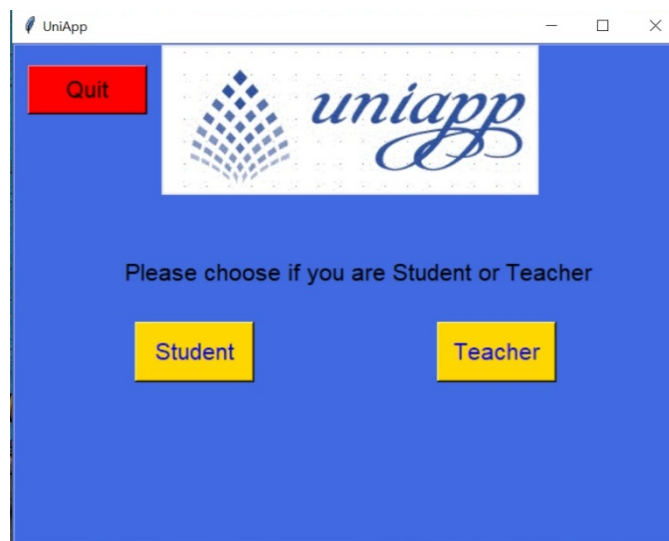 UniApp
Quit
uniapp
Please choose if you are Student or Teacher
Student
Teacher